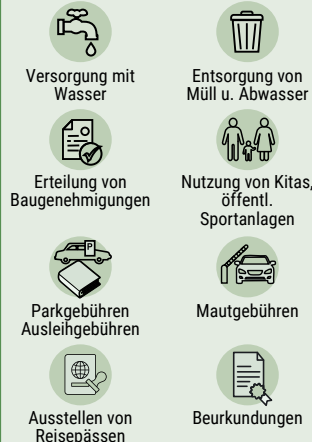 Versorgung mit
Wasser
Entsorgung von
Müll u. Abwasser
Erteilung von
Baugenehmigungen
Nutzung von Kitas,
öffentl.
Sportanlagen
P
Parkgebühren
Ausleihgebühren
Mautgebühren
Ausstellen von
Reisepässen
Beurkundungen